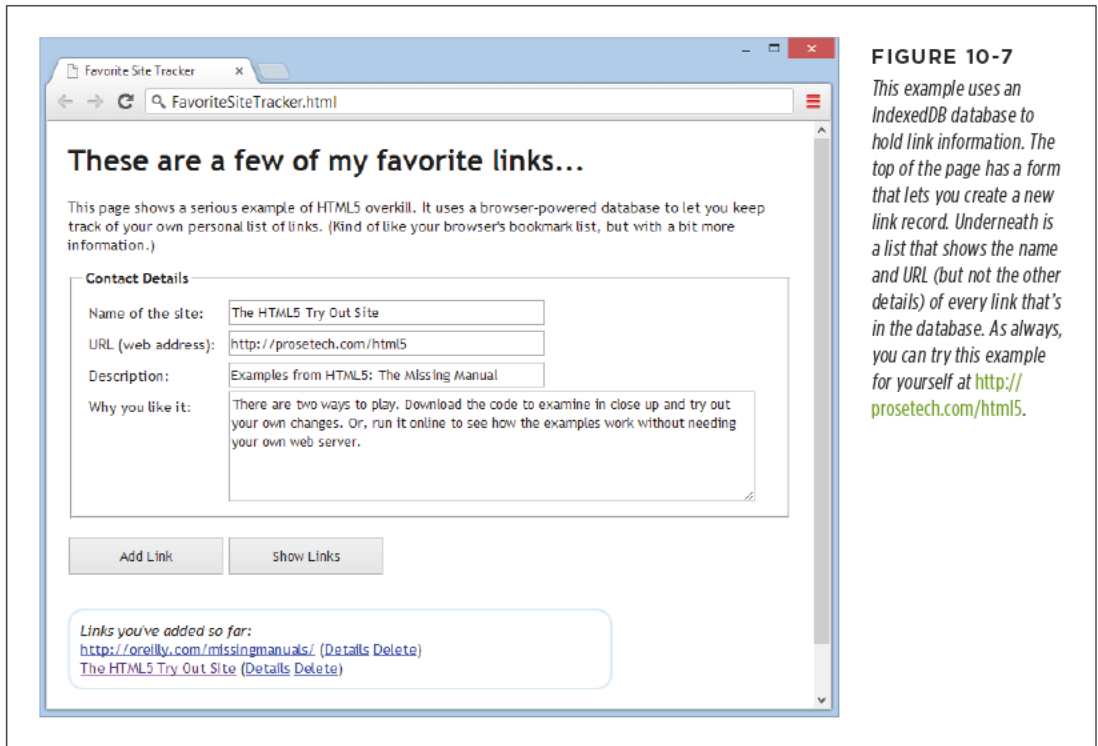 Favorite Site Tracker
FavoriteSiteTracker.html
These are a few of my favorite links...
This page shows a serious example of HTML5 overkill. It uses a browser-powered database to let you keep
track of your own personal list of links. (Kind of like your browser's bookmark list, but with a bit more
information.)
Contact Details
Name of the site: The HTML5 Try Out Site
URL (web address): http://prosetech.com/html5
Description: Examples from HTML5: The Missing Manual
Why you like it: There are two ways to play. Download the code to examine in close up and try out
your own changes. Or, run it online to see how the examples work without needing
your own web server.
Add Link Show Links
Links you've added so far:
http://oreilly.com/missingmanuals/ (Details Delete)
The HTML5 Try Out Site (Details Delete)
FIGURE 10-7
This example uses an
IndexedDB database to
hold link information. The
top of the page has a form
that lets you create a new
link record. Underneath is
a list that shows the name
and URL (but not the other
details) of every link that's
in the database. As always,
you can try this example
for yourself at http://
prosetech.com/html5.